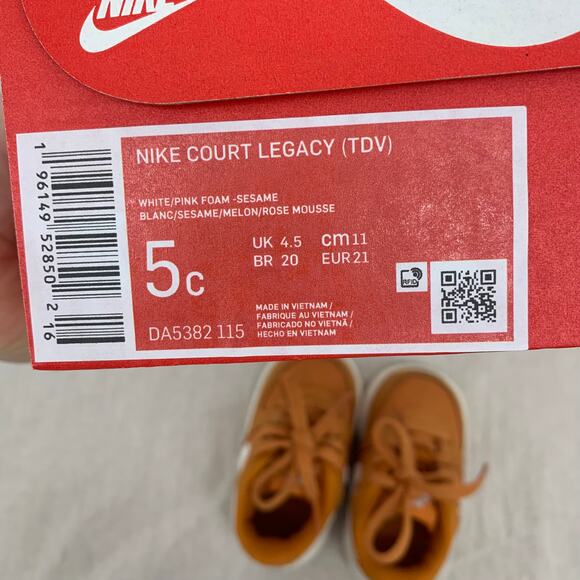 NIKE
NIKE COURT LEGACY (TDV)
WHITE/PINK FOAM -SESAME
BLANC/SESAME/MELON/ROSE MOUSSE
5c
UK 4.5 cm 11
BR 20 EUR 21
RFID
MADE IN VIETNAM /
FABRIQUE AU VIETNAM /
FABRICADO NO VIETNÃ /
HECHO EN VIETNAM
DA5382 115
1 96149 52850 2 16